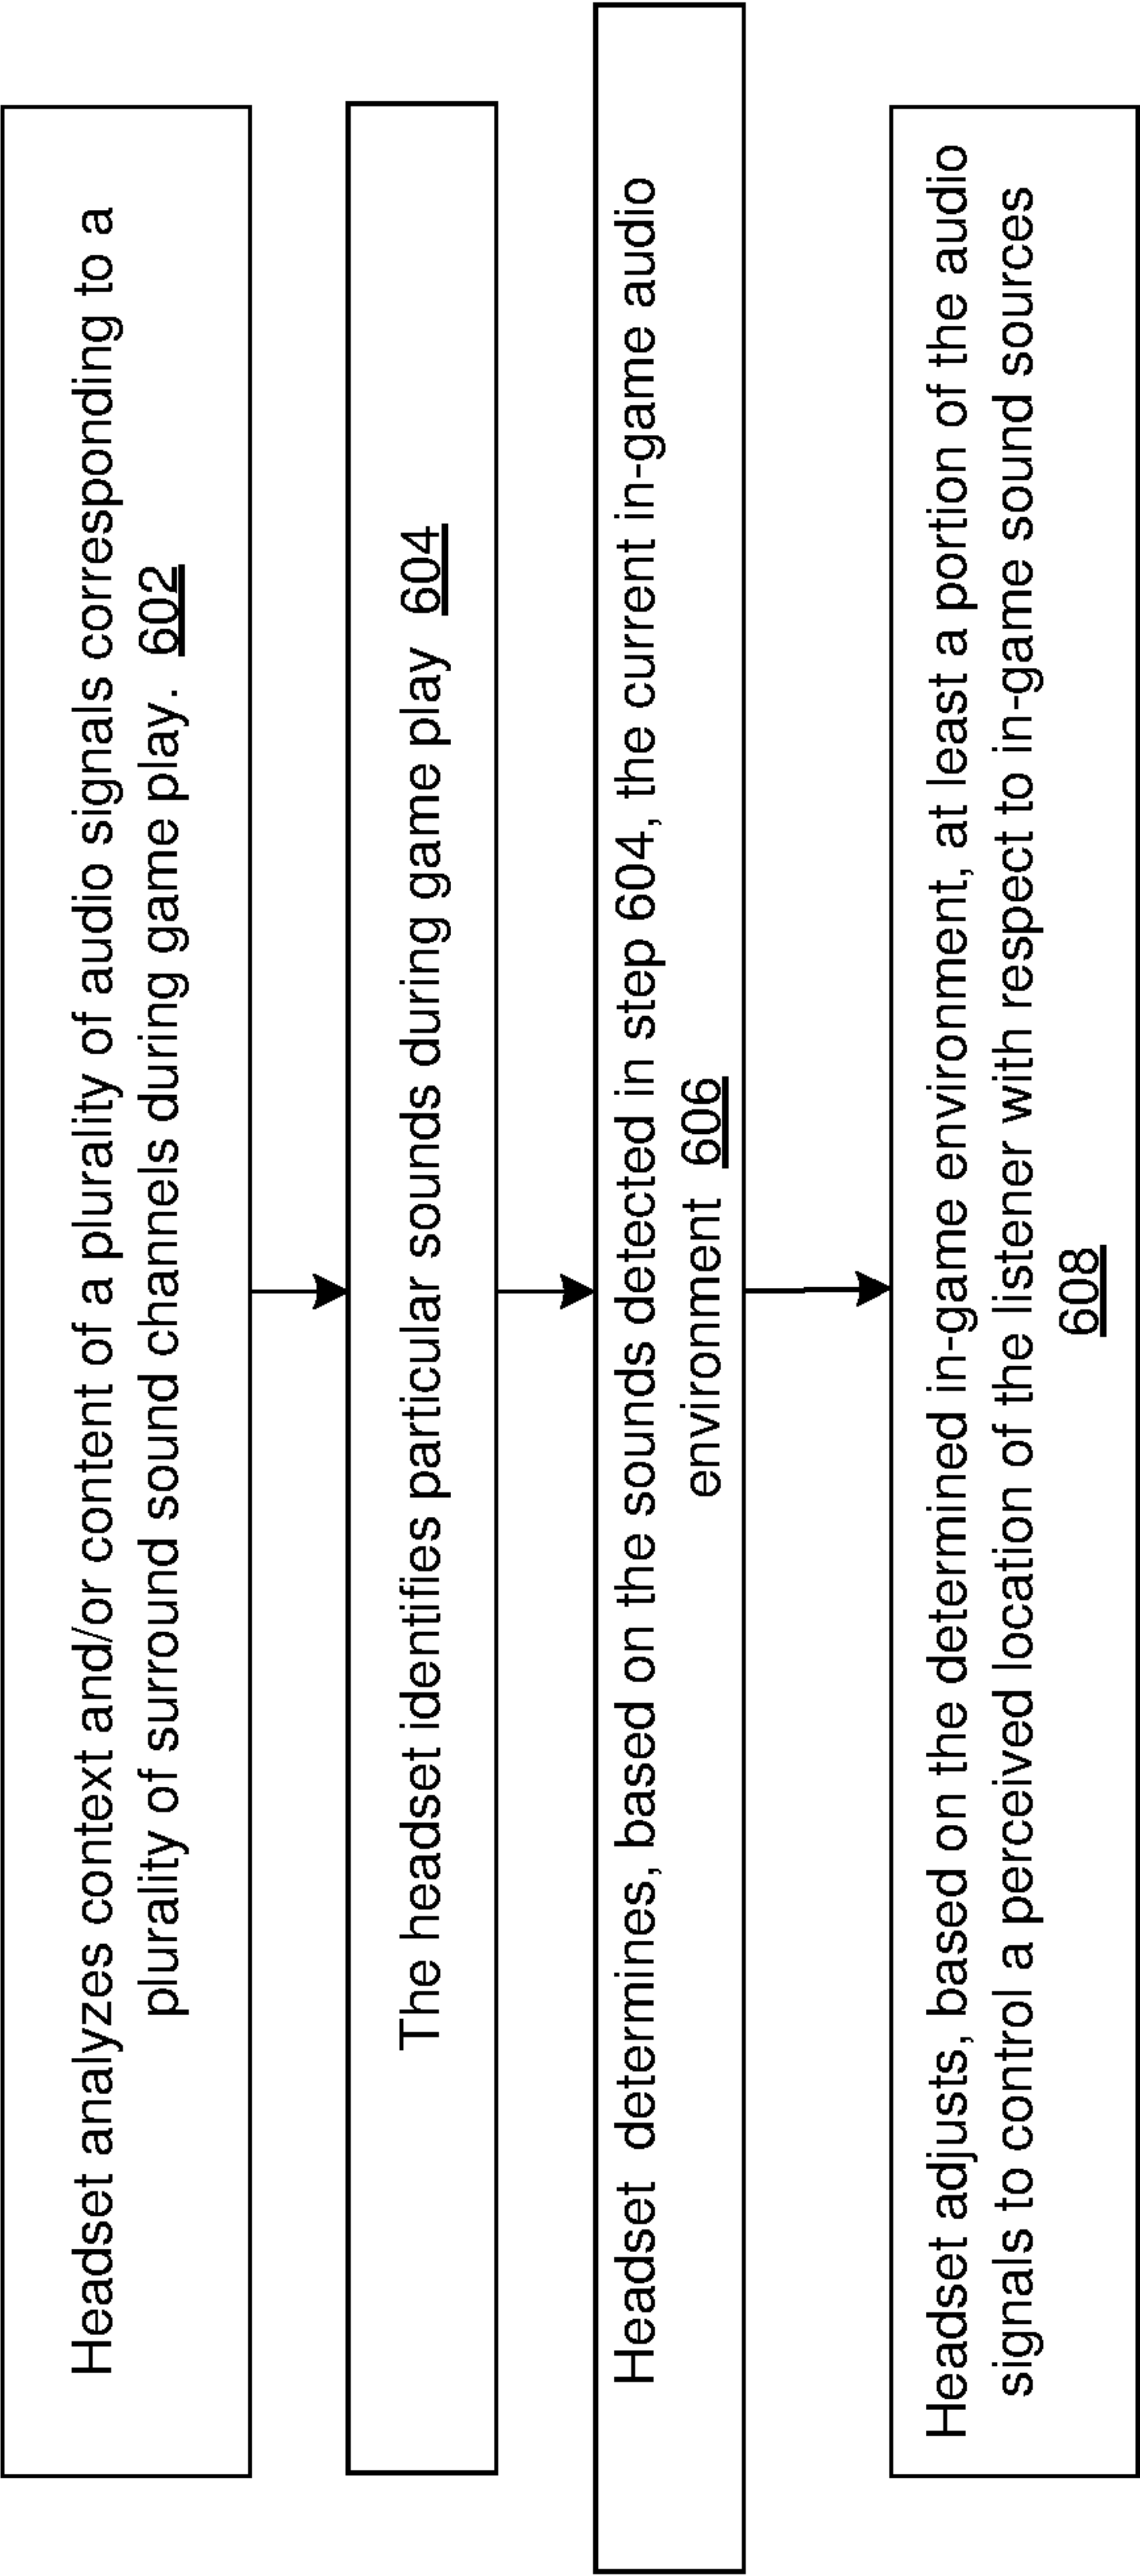 Headset analyzes context and/or content of a plurality of audio signals corresponding to a
plurality of surround sound channels during game play. 602
The headset identifies particular sounds during game play 604
Headset determines, based on the sounds detected in step 604, the current in-game audio
environment 606
Headset adjusts, based on the determined in-game environment, at least a portion of the audio
signals to control a perceived location of the listener with respect to in-game sound sources
608